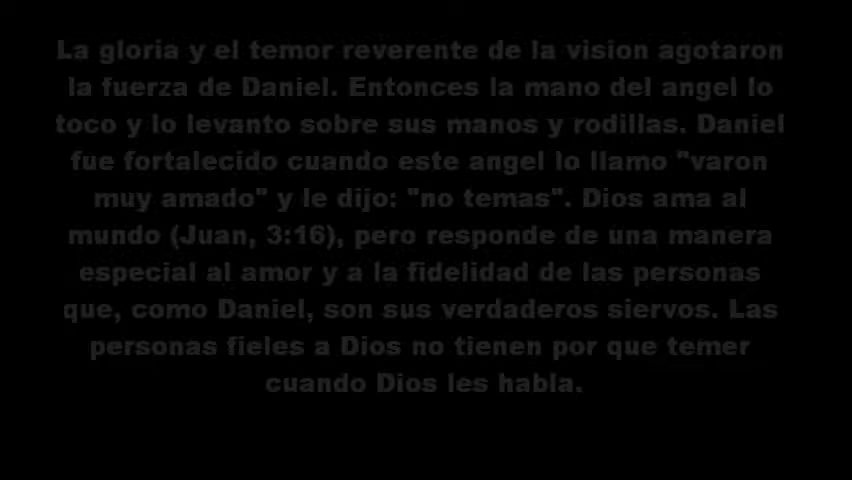 La gloria y el temor reverente de la vision agotaron
la fuerza de Daniel. Entonces la mano del angel lo
toco y lo levanto sobre sus manos y rodillas. Daniel
fue fortalecido cuando este angel lo llamo "varon
muy amado" y le dijo: "no temas". Dios ama al
mundo (Juan, 3:16), pero responde de una manera
especial al amor y a la fidelidad de las personas
que, como Daniel, son sus verdaderos siervos. Las
personas fieles a Dios no tienen por que temer
cuando Dios les habla.